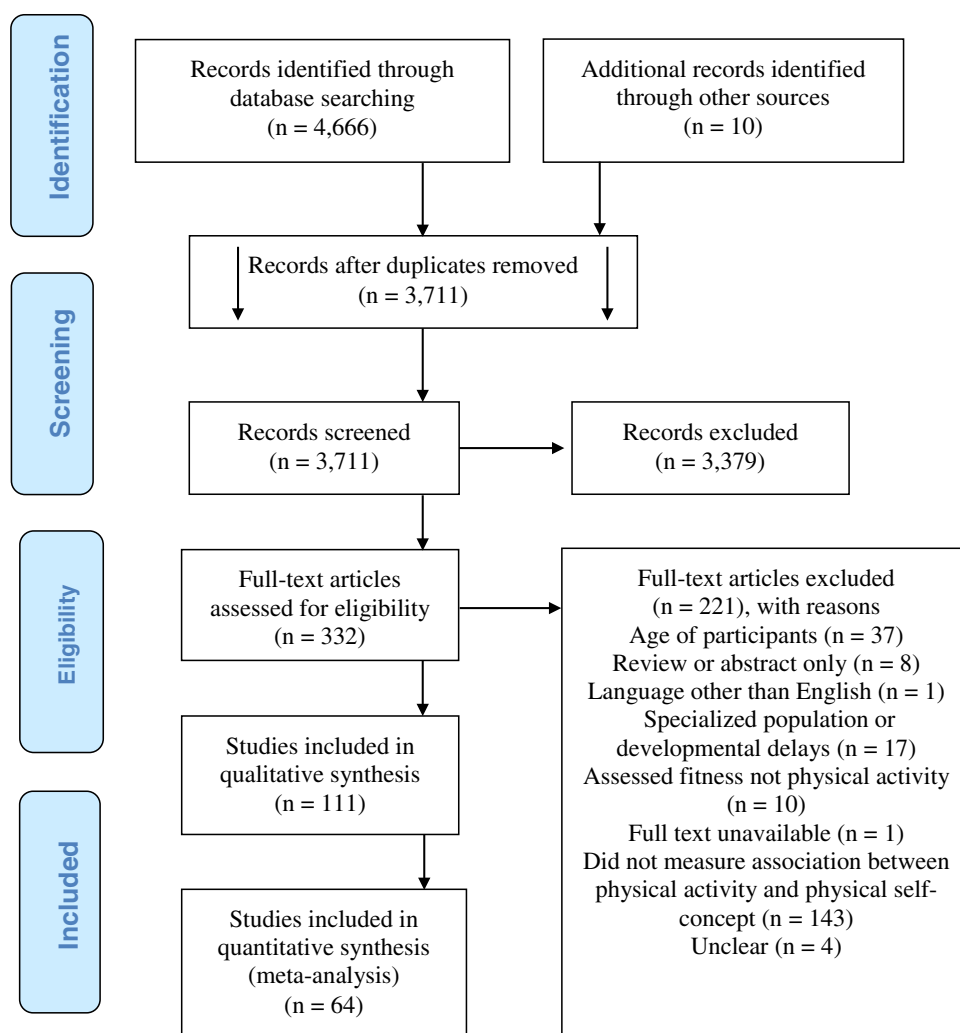 Identification
Records identified through
database searching
(n = 4,666)
Additional records identified
through other sources
(n = 10)
Records after duplicates removed
(n = 3,711)
Screening
Records screened
(n = 3,711)
Records excluded
(n = 3,379)
Eligibility
Full-text articles
assessed for eligibility
(n = 332)
Full-text articles excluded
(n = 221), with reasons
Age of participants (n = 37)
Review or abstract only (n = 8)
Language other than English (n = 1)
Specialized population or
developmental delays (n = 17)
Assessed fitness not physical activity
(n = 10)
Full text unavailable (n = 1)
Did not measure association between
physical activity and physical self-
concept (n = 143)
Unclear (n = 4)
Studies included in
qualitative synthesis
(n = 111)
Included
Studies included in
quantitative synthesis
(meta-analysis)
(n = 64)